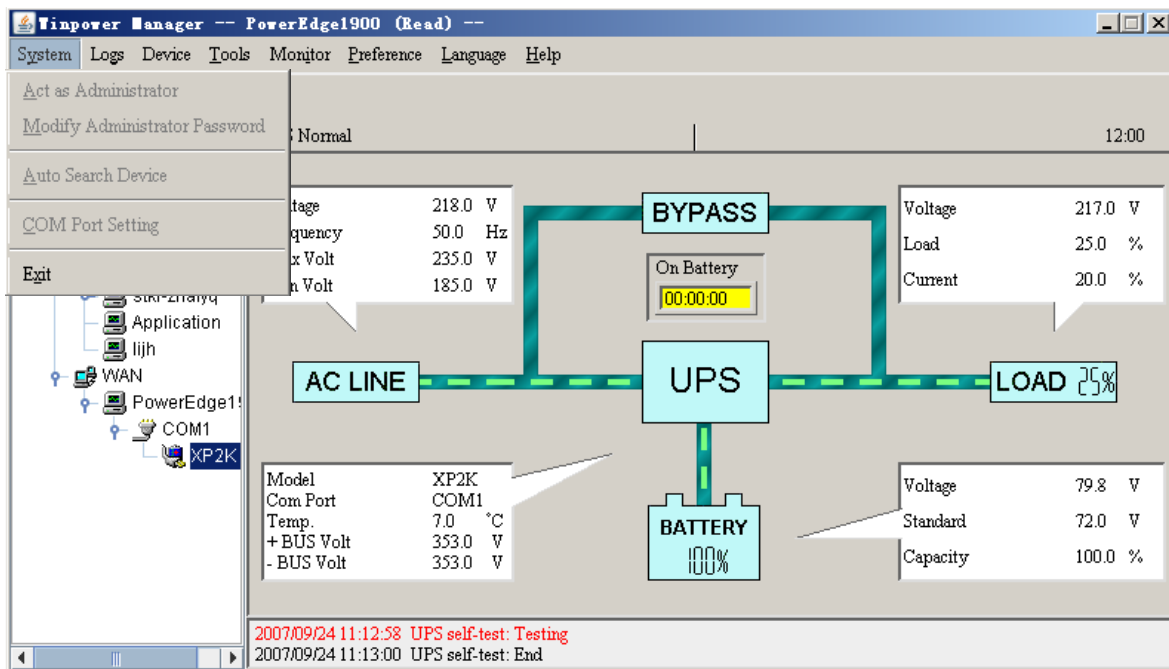 Winpower Manager -- PowerEdge1900 (Read) --
System Logs Device Tools Monitor Preference Language Help
Act as Administrator
Modify Administrator Password
Auto Search Device
COM Port Setting
Exit
Normal
12:00
218.0 V
50.0 Hz
Volt 235.0 V
Volt 185.0 V
BYPASS
On Battery
00:00:00
Voltage 217.0 V
Load 25.0 %
Current 20.0 %
Application
lijh
WAN
PowerEdge19
COM1
XP2K
AC LINE
UPS
LOAD 25%
Model XP2K
Com Port COM1
Temp. 7.0 °C
+ BUS Volt 353.0 V
- BUS Volt 353.0 V
BATTERY
100%
Voltage 79.8 V
Standard 72.0 V
Capacity 100.0 %
2007/09/24 11:12:58 UPS self-test: Testing
2007/09/24 11:13:00 UPS self-test: End